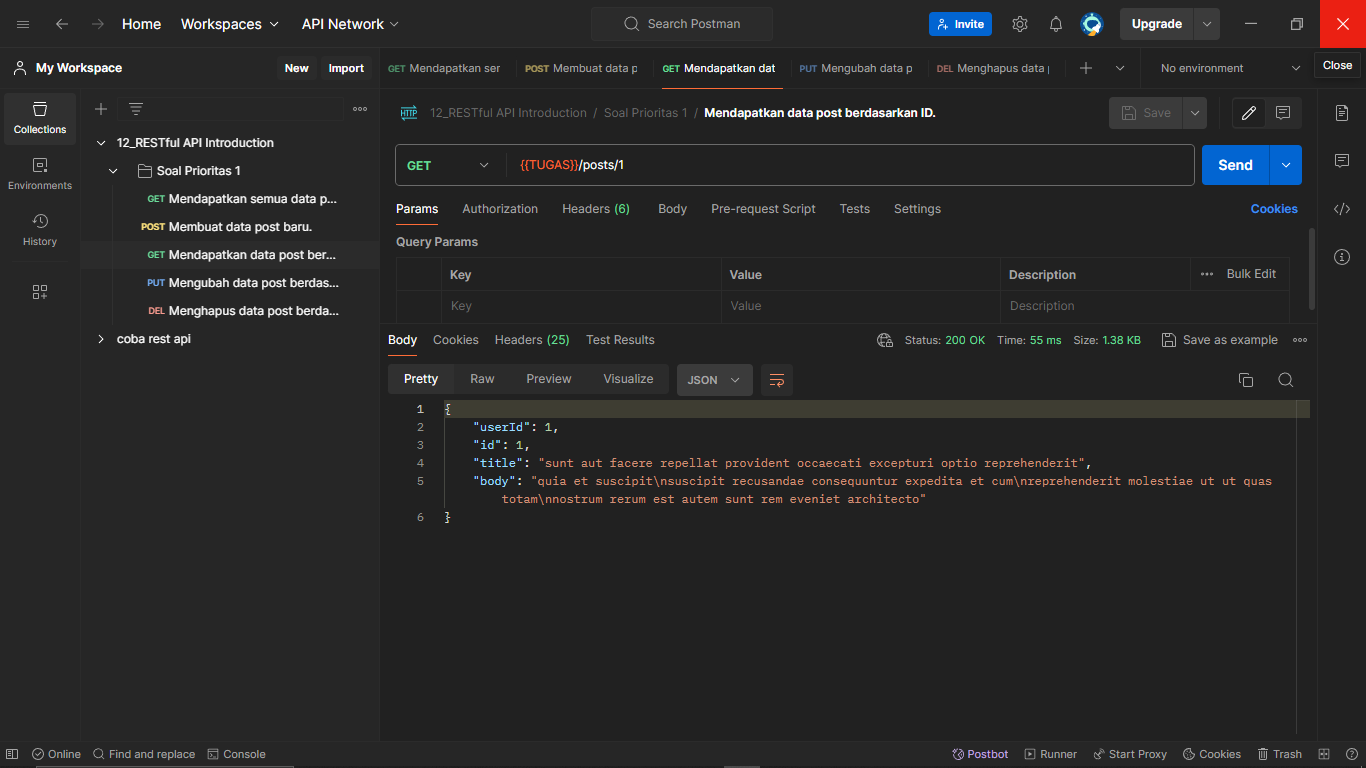 Home Workspaces API Network Search Postman Invite Upgrade
My Workspace New Import GET Mendapatkan ser POST Membuat data p GET Mendapatkan dat PUT Mengubah data p DEL Menghapus data No environment Close
Collections
Environments
History
12_RESTful API Introduction
Soal Prioritas 1
GET Mendapatkan semua data p...
POST Membuat data post baru.
GET Mendapatkan data post ber...
PUT Mengubah data post berdas...
DEL Menghapus data post berda...
coba rest api
HTTP 12_RESTful API Introduction / Soal Prioritas 1 / Mendapatkan data post berdasarkan ID. Save
GET {{TUGAS}}/posts/1 Send
Params Authorization Headers (6) Body Pre-request Script Tests Settings Cookies
Query Params
Key Value Description Bulk Edit
Key Value Description
Body Cookies Headers (25) Test Results Status: 200 OK Time: 55 ms Size: 1.38 KB Save as example
Pretty Raw Preview Visualize JSON
1 {
2 "userId": 1,
3 "id": 1,
4 "title": "sunt aut facere repellat provident occaecati excepturi optio reprehenderit",
5 "body": "quia et suscipit\nsuscipit recusandae consequuntur expedita et cum\nreprehenderit molestiae ut ut quas
totam\nnostrum rerum est autem sunt rem eveniet architecto"
6 }
Online Find and replace Console Postbot Runner Start Proxy Cookies Trash